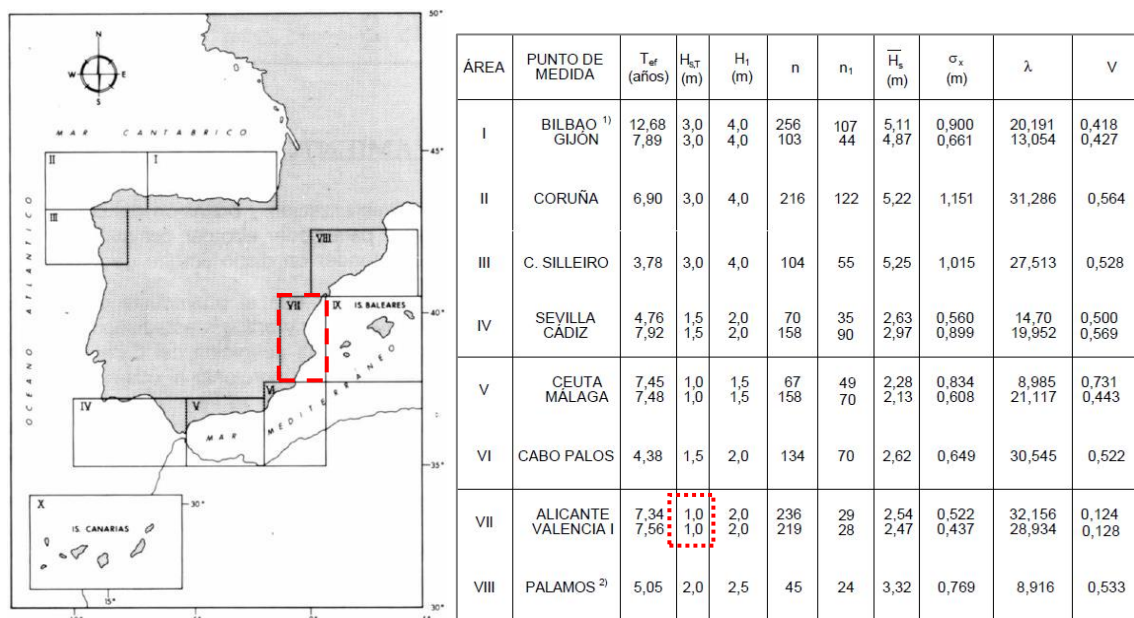 50°
N
W
E
S
MAR CANTABRICO
45°
II
I
III
OCEANO ATLANTICO
VIII
VII
IX
IS. BALEARES
40°
MAR MEDITERRANEO
VI
IV
V
35°
X
30°
IS. CANARIAS
15°
30°
ÁREA PUNTO DE MEDIDA T_ef (años) H_s,T (m) H_1 (m) n n_1 H̅_s (m) σ_x (m) λ V
I BILBAO 1) 12,68 3,0 4,0 256 107 5,11 0,900 20,191 0,418
GIJÓN 7,89 3,0 4,0 103 44 4,87 0,661 13,054 0,427
II CORUÑA 6,90 3,0 4,0 216 122 5,22 1,151 31,286 0,564
III C. SILLEIRO 3,78 3,0 4,0 104 55 5,25 1,015 27,513 0,528
IV SEVILLA 4,76 1,5 2,0 70 35 2,63 0,560 14,70 0,500
CÁDIZ 7,92 1,5 2,0 158 90 2,97 0,899 19,952 0,569
V CEUTA 7,45 1,0 1,5 67 49 2,28 0,834 8,985 0,731
MÁLAGA 7,48 1,0 1,5 158 70 2,13 0,608 21,117 0,443
VI CABO PALOS 4,38 1,5 2,0 134 70 2,62 0,649 30,545 0,522
VII ALICANTE 7,34 1,0 2,0 236 29 2,54 0,522 32,156 0,124
VALENCIA I 7,56 1,0 2,0 219 28 2,47 0,437 28,934 0,128
VIII PALAMOS 2) 5,05 2,0 2,5 45 24 3,32 0,769 8,916 0,533